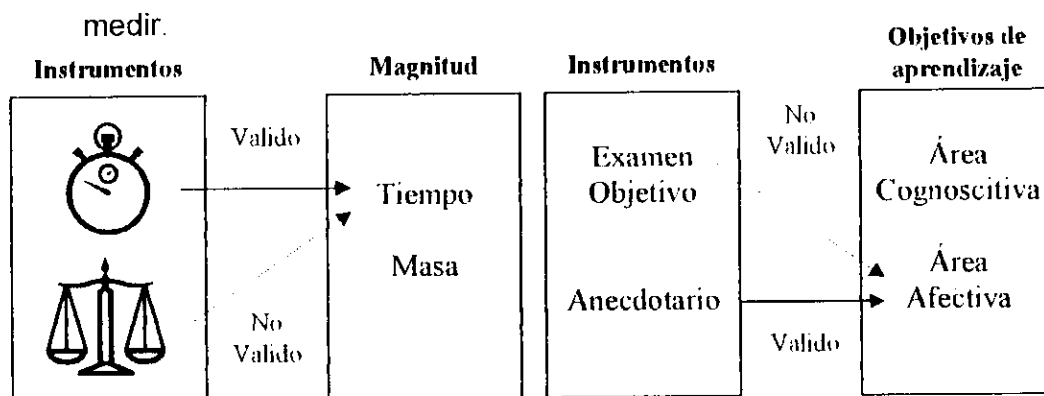 medir.
Instrumentos
Valido
No
Valido
Magnitud
Tiempo
Masa
Instrumentos
Examen
Objetivo
Anecdotario
No
Valido
Valido
Objetivos de
aprendizaje
Área
Cognoscitiva
Área
Afectiva